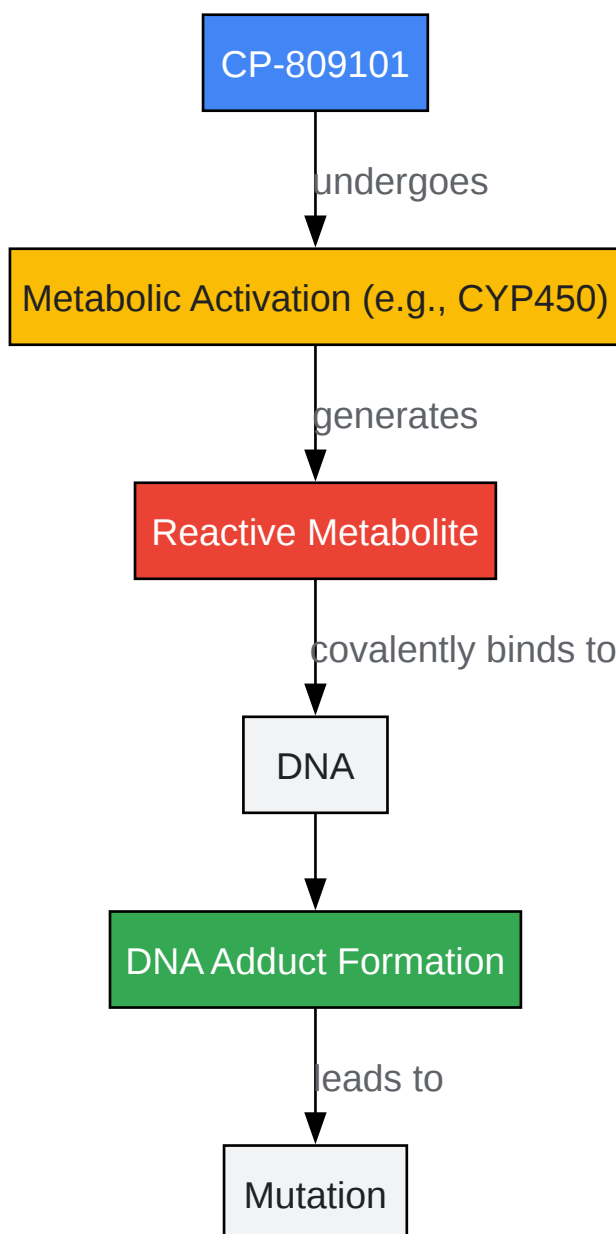 CP-809101
undergoes
Metabolic Activation (e.g., CYP450)
generates
Reactive Metabolite
covalently binds to
DNA
DNA Adduct Formation
leads to
Mutation